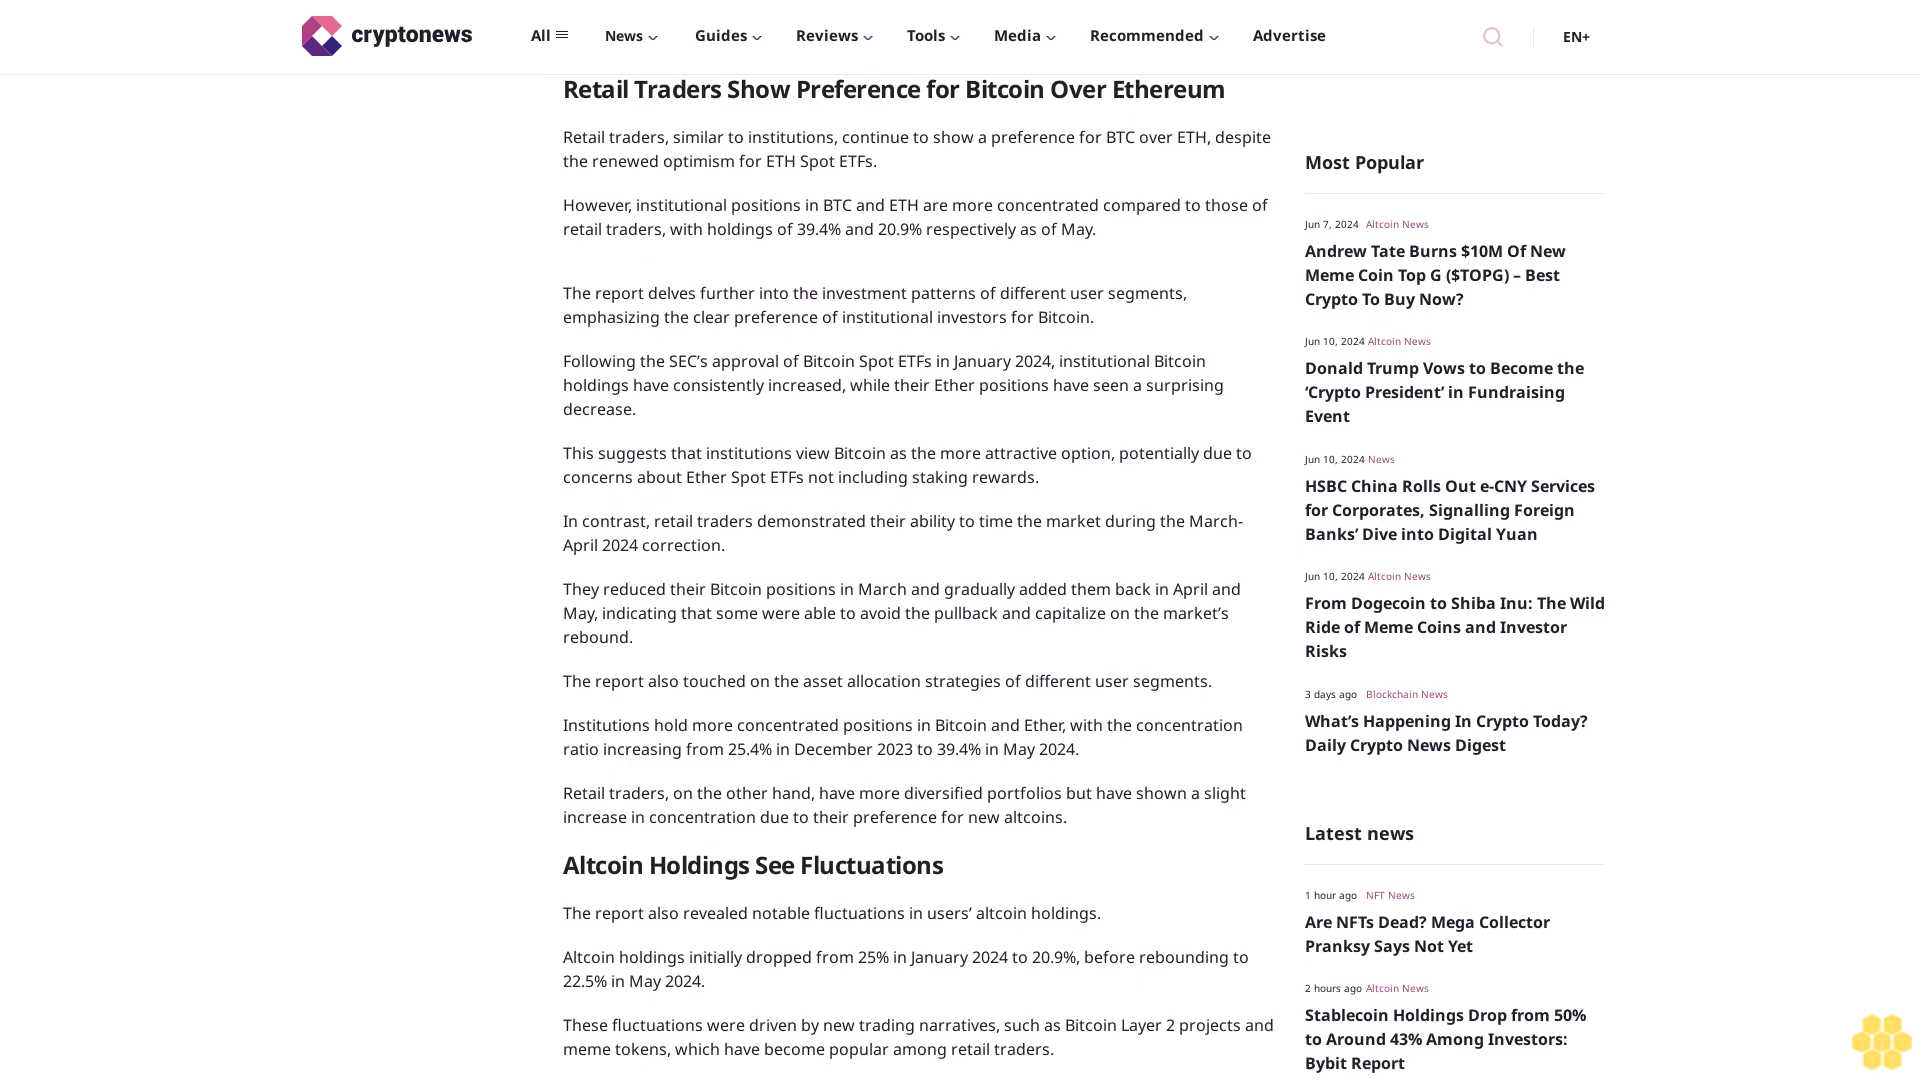 cryptonews
All
News
Guides
Reviews
Tools
Media
Recommended
Advertise
EN+
Retail Traders Show Preference for Bitcoin Over Ethereum
Retail traders, similar to institutions, continue to show a preference for BTC over ETH, despite
the renewed optimism for ETH Spot ETFs.
However, institutional positions in BTC and ETH are more concentrated compared to those of
retail traders, with holdings of 39.4% and 20.9% respectively as of May.
The report delves further into the investment patterns of different user segments,
emphasizing the clear preference of institutional investors for Bitcoin.
Following the SEC’s approval of Bitcoin Spot ETFs in January 2024, institutional Bitcoin
holdings have consistently increased, while their Ether positions have seen a surprising
decrease.
This suggests that institutions view Bitcoin as the more attractive option, potentially due to
concerns about Ether Spot ETFs not including staking rewards.
In contrast, retail traders demonstrated their ability to time the market during the March-
April 2024 correction.
They reduced their Bitcoin positions in March and gradually added them back in April and
May, indicating that some were able to avoid the pullback and capitalize on the market’s
rebound.
The report also touched on the asset allocation strategies of different user segments.
Institutions hold more concentrated positions in Bitcoin and Ether, with the concentration
ratio increasing from 25.4% in December 2023 to 39.4% in May 2024.
Retail traders, on the other hand, have more diversified portfolios but have shown a slight
increase in concentration due to their preference for new altcoins.
Altcoin Holdings See Fluctuations
The report also revealed notable fluctuations in users’ altcoin holdings.
Altcoin holdings initially dropped from 25% in January 2024 to 20.9%, before rebounding to
22.5% in May 2024.
These fluctuations were driven by new trading narratives, such as Bitcoin Layer 2 projects and
meme tokens, which have become popular among retail traders.
Most Popular
Jun 7, 2024 Altcoin News
Andrew Tate Burns $10M Of New
Meme Coin Top G ($TOPG) – Best
Crypto To Buy Now?
Jun 10, 2024 Altcoin News
Donald Trump Vows to Become the
‘Crypto President’ in Fundraising
Event
Jun 10, 2024 News
HSBC China Rolls Out e-CNY Services
for Corporates, Signalling Foreign
Banks’ Dive into Digital Yuan
Jun 10, 2024 Altcoin News
From Dogecoin to Shiba Inu: The Wild
Ride of Meme Coins and Investor
Risks
3 days ago Blockchain News
What’s Happening In Crypto Today?
Daily Crypto News Digest
Latest news
1 hour ago NFT News
Are NFTs Dead? Mega Collector
Pranksy Says Not Yet
2 hours ago Altcoin News
Stablecoin Holdings Drop from 50%
to Around 43% Among Investors:
Bybit Report